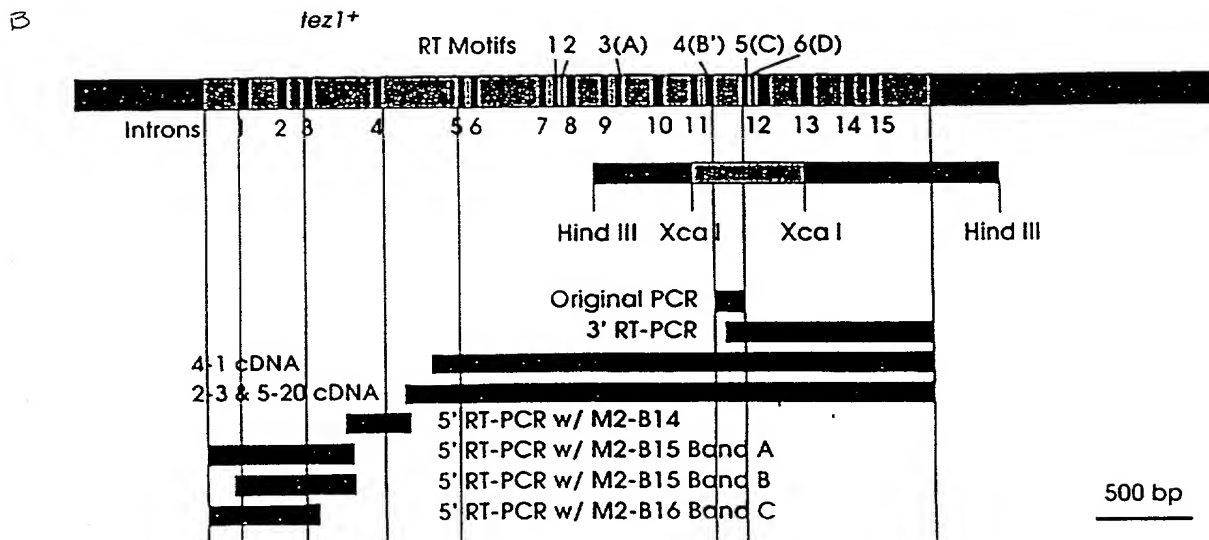 B
tez1+
RT Motifs 1 2 3(A) 4(B') 5(C) 6(D)
Introns 1 2 3 4 5 6 7 8 9 10 11 12 13 14 15
Hind III Xca I Xca I Hind III
Original PCR
3' RT-PCR
4-1 cDNA
2-3 & 5-20 cDNA
5' RT-PCR w/ M2-B14
5' RT-PCR w/ M2-B15 Band A
5' RT-PCR w/ M2-B15 Band B
5' RT-PCR w/ M2-B16 Band C
500 bp